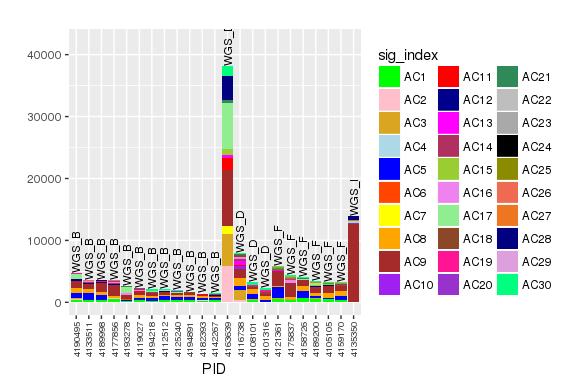 sig_index
AC1 AC11 AC21
AC2 AC12 AC22
AC3 AC13 AC23
AC4 AC14 AC24
AC5 AC15 AC25
AC6 AC16 AC26
AC7 AC17 AC27
AC8 AC18 AC28
AC9 AC19 AC29
AC10 AC20 AC30
40000
30000
20000
10000
0
WGS_B
WGS_B
WGS_B
WGS_B
WGS_B
WGS_B
WGS_B
WGS_B
WGS_B
WGS_B
WGS_B
WGS_B
WGS_D
WGS_D
WGS_D
WGS_F
WGS_F
WGS_F
WGS_F
WGS_F
WGS_F
4190495
4133511
4189998
4177856
4193278
4119027
4194218
4112512
4125240
4194891
4182393
4142267
4163639
4116738
4108101
4101316
4121361
4175837
4158726
4189200
4105105
4159170
4135350
PID